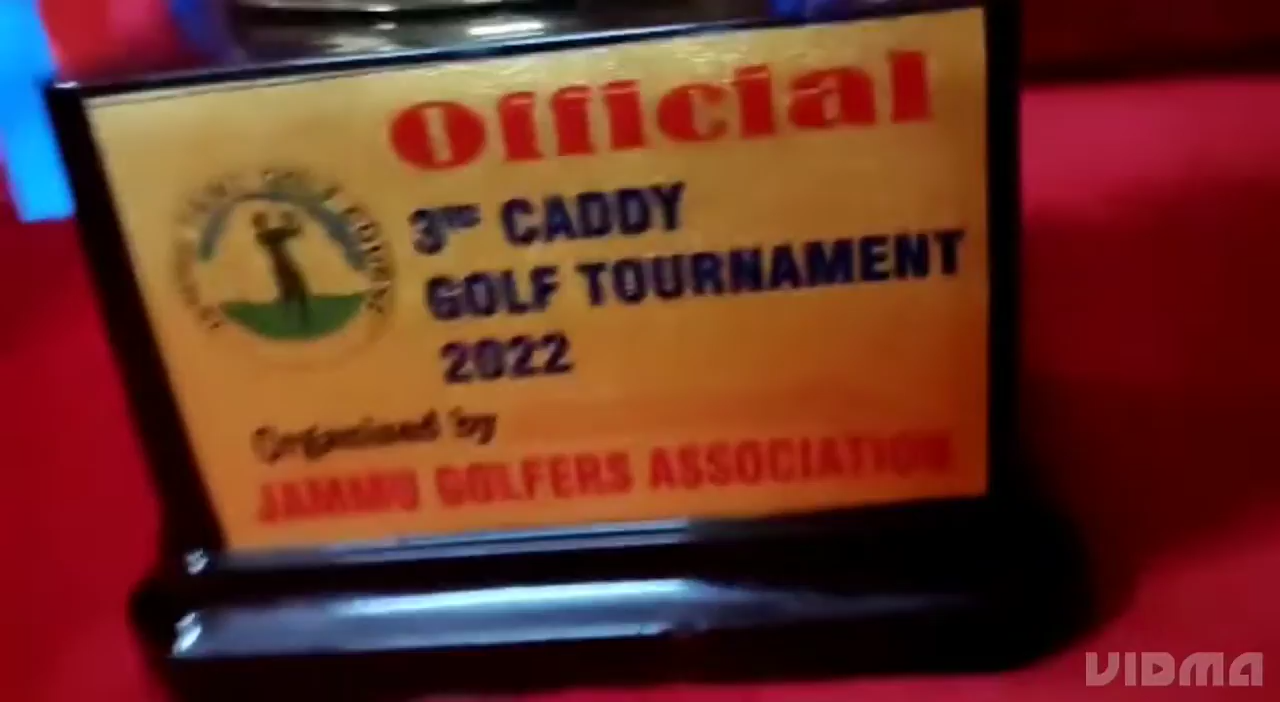 Official
3RD CADDY
GOLF TOURNAMENT
2022
Organised by
JAMMU GOLFERS ASSOCIATION
VIDMA